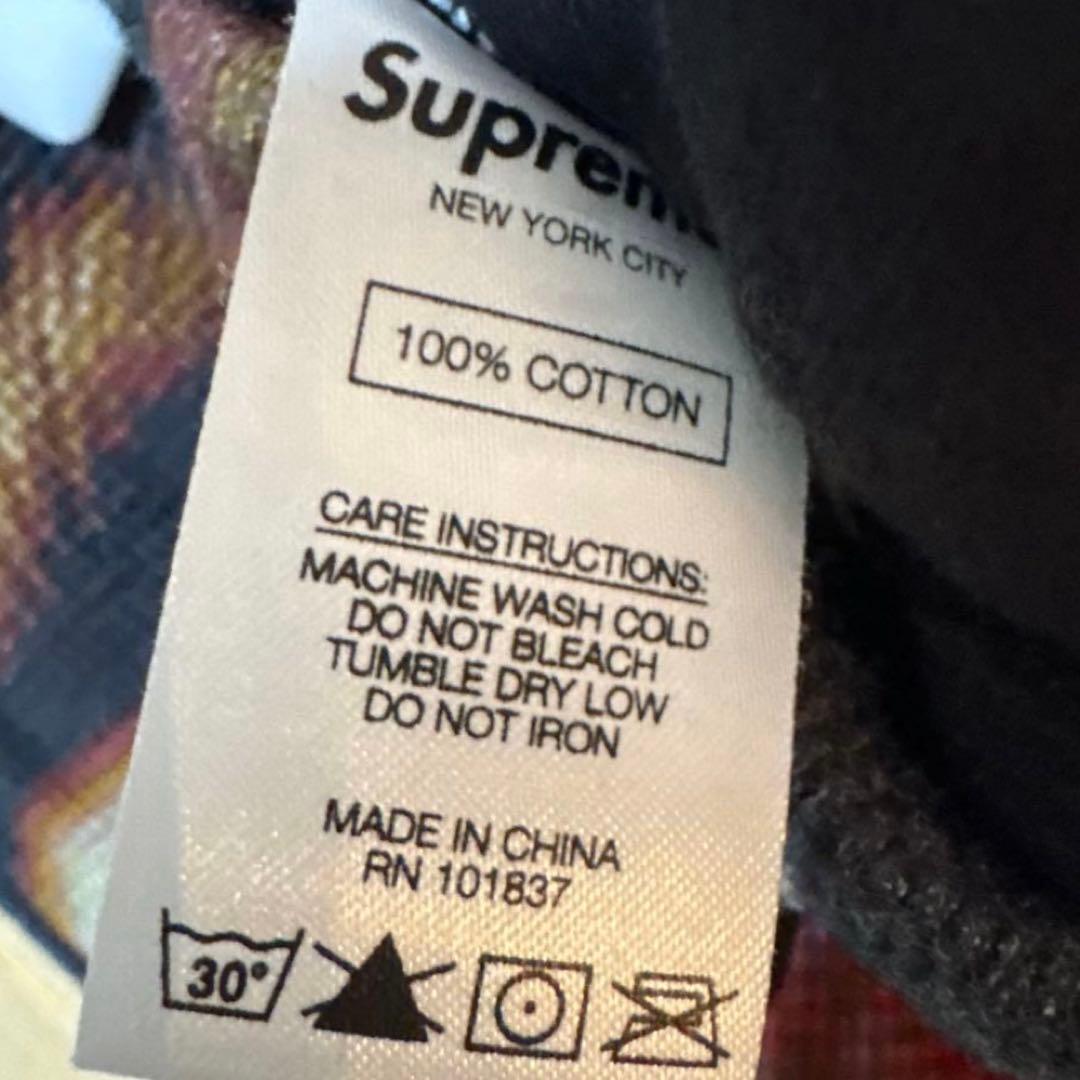 Supreme
NEW YORK CITY
100% COTTON
CARE INSTRUCTIONS:
MACHINE WASH COLD
DO NOT BLEACH
TUMBLE DRY LOW
DO NOT IRON
MADE IN CHINA
RN 101837
30°